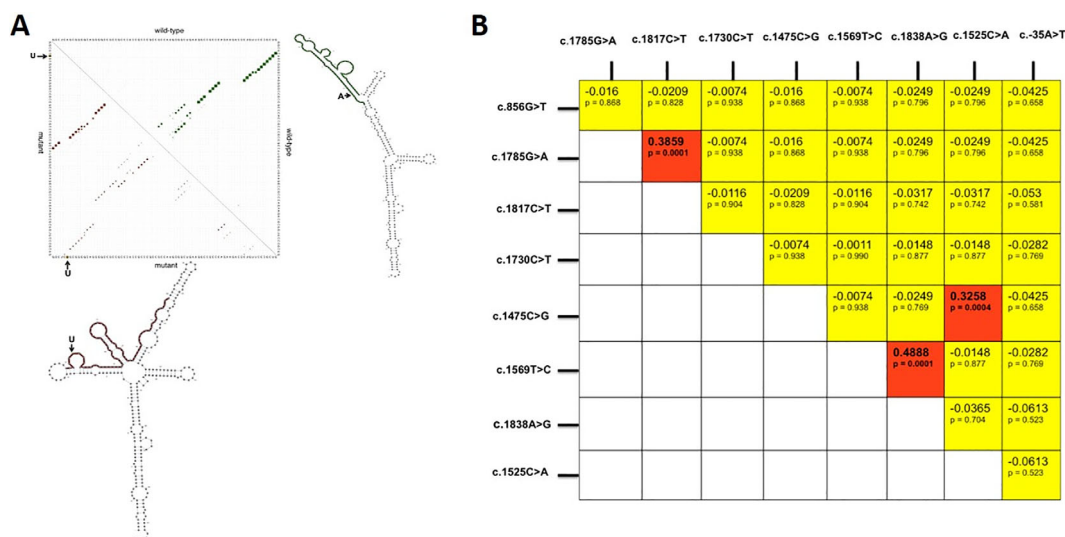 A
wild-type
U
mutant
wild-type
U
mutant
A
U
B
c.1785G>A c.1817C>T c.1730C>T c.1475C>G c.1569T>C c.1838A>G c.1525C>A c.-35A>T
c.856G>T
-0.016 -0.0209 -0.0074 -0.016 -0.0074 -0.0249 -0.0249 -0.0425
p = 0.868 p = 0.828 p = 0.938 p = 0.868 p = 0.938 p = 0.796 p = 0.796 p = 0.658
c.1785G>A
0.3859 -0.0074 -0.016 -0.0074 -0.0249 -0.0249 -0.0425
p = 0.0001 p = 0.938 p = 0.868 p = 0.938 p = 0.796 p = 0.796 p = 0.658
c.1817C>T
-0.0116 -0.0209 -0.0116 -0.0317 -0.0317 -0.053
p = 0.904 p = 0.828 p = 0.904 p = 0.742 p = 0.742 p = 0.581
c.1730C>T
-0.0074 -0.0011 -0.0148 -0.0148 -0.0282
p = 0.938 p = 0.990 p = 0.877 p = 0.877 p = 0.769
c.1475C>G
-0.0074 -0.0249 0.3258 -0.0425
p = 0.938 p = 0.769 p = 0.0004 p = 0.658
c.1569T>C
0.4888 -0.0148 -0.0282
p = 0.0001 p = 0.877 p = 0.769
c.1838A>G
-0.0365 -0.0613
p = 0.704 p = 0.523
c.1525C>A
-0.0613
p = 0.523